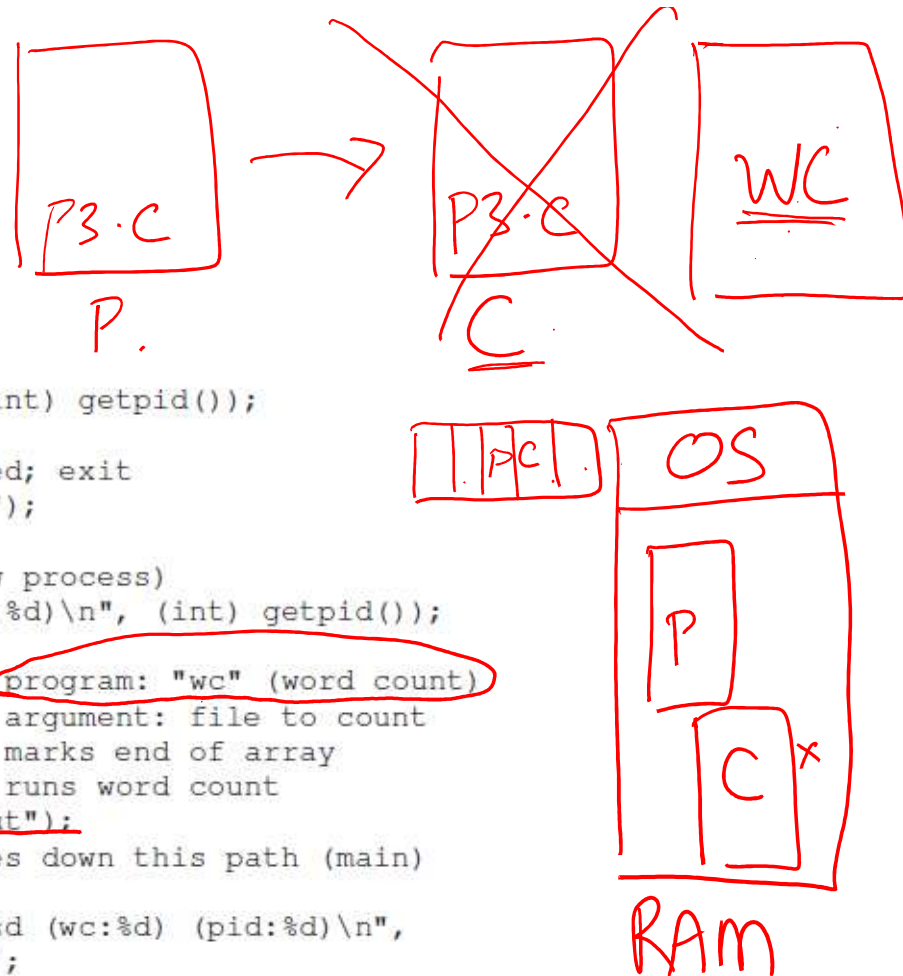 P3.C
P3.C
WC
P.
C
int) getpid());
ed; exit
");
process)
%d)\n", (int) getpid());
program: "wc" (word count)
argument: file to count
marks end of array
runs word count
t");
es down this path (main)
d (wc:%d) (pid:%d)\n",
;
P C
OS
P
C x
RAM